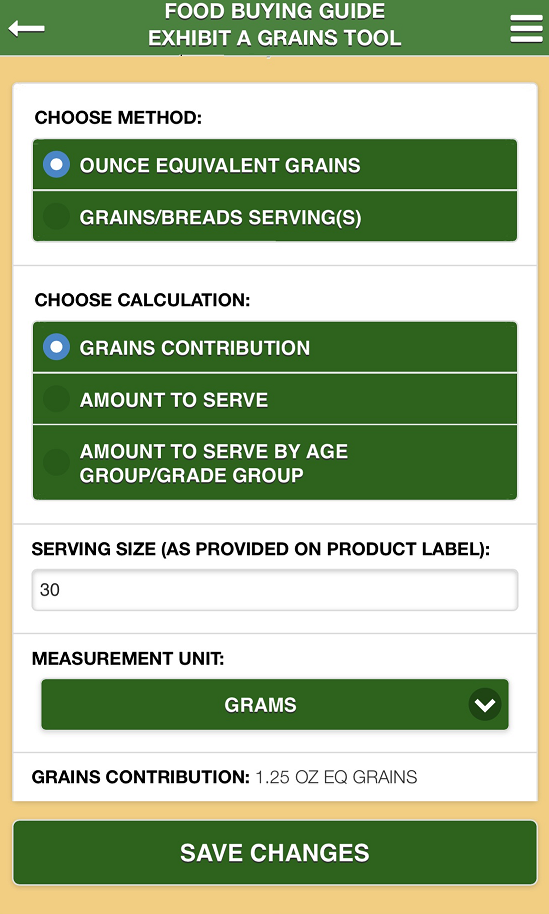 FOOD BUYING GUIDE
EXHIBIT A GRAINS TOOL
CHOOSE METHOD:
OUNCE EQUIVALENT GRAINS
GRAINS/BREADS SERVING(S)
CHOOSE CALCULATION:
GRAINS CONTRIBUTION
AMOUNT TO SERVE
AMOUNT TO SERVE BY AGE
GROUP/GRADE GROUP
SERVING SIZE (AS PROVIDED ON PRODUCT LABEL):
30
MEASUREMENT UNIT:
GRAMS
GRAINS CONTRIBUTION: 1.25 OZ EQ GRAINS
SAVE CHANGES